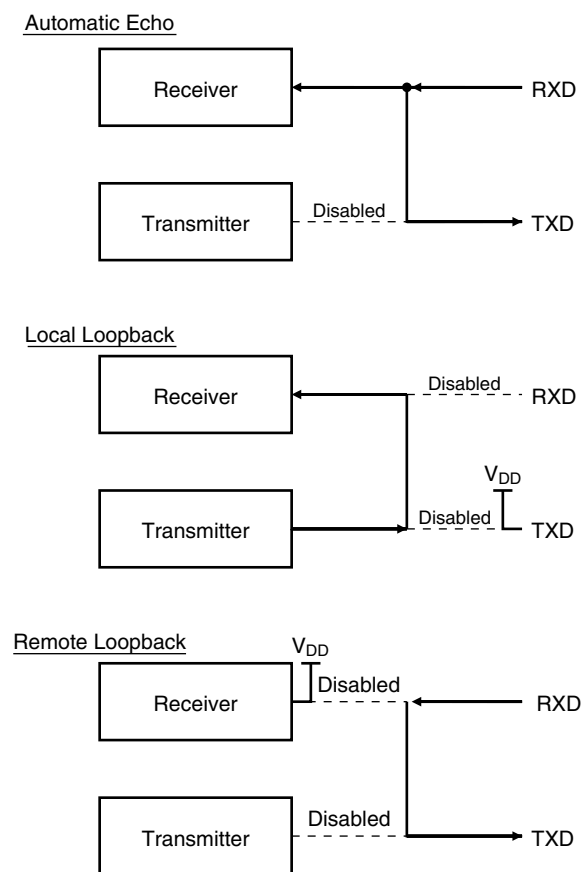 Automatic Echo
Receiver
RXD
Transmitter
Disabled
TXD
Local Loopback
Receiver
Disabled
RXD
VDD
Transmitter
Disabled
TXD
Remote Loopback
VDD
Receiver
Disabled
RXD
Transmitter
Disabled
TXD